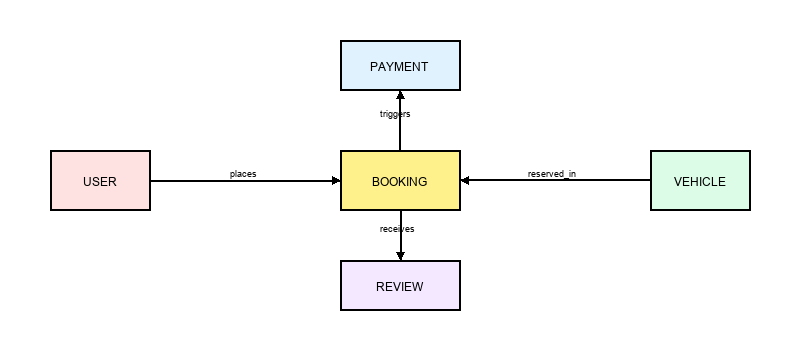 PAYMENT
triggers
USER
places
BOOKING
reserved_in
VEHICLE
receives
REVIEW